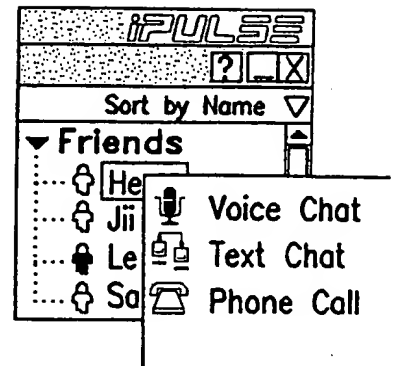 iPULSE
? _ X
Sort by Name
Friends
He
Jii
Le
Sa
Voice Chat
Text Chat
Phone Call